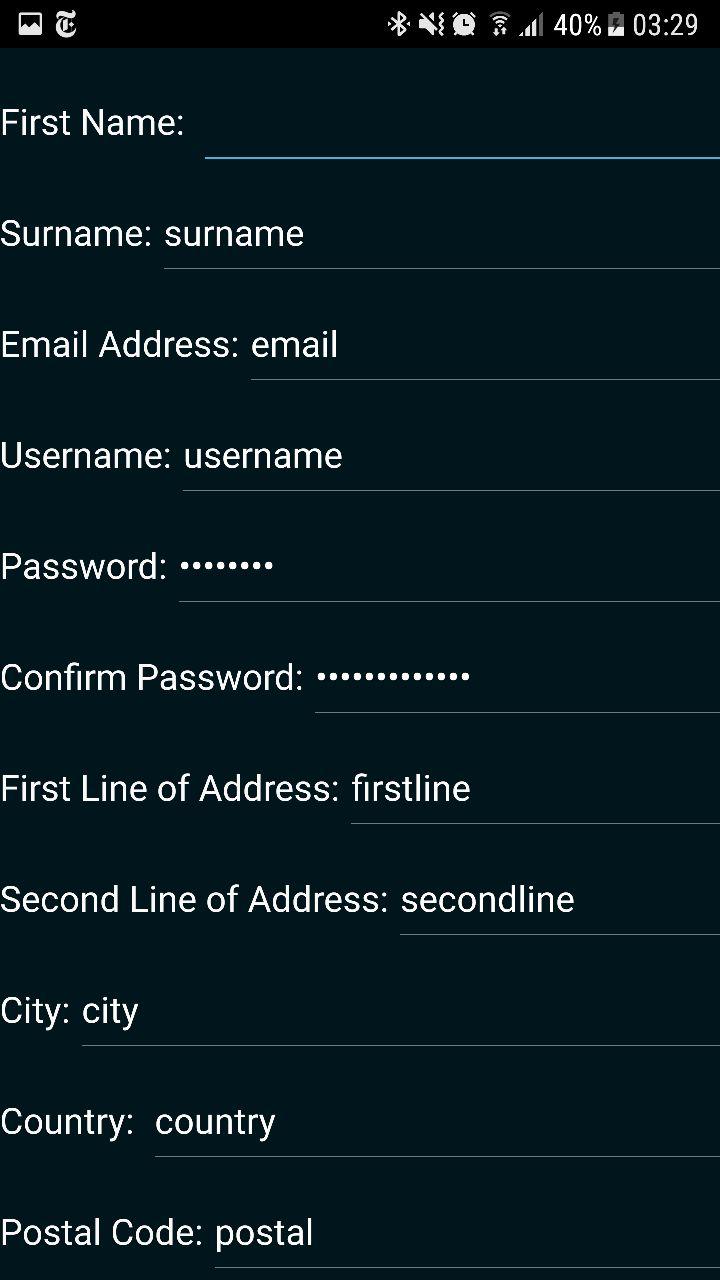 40% 03:29
First Name:
Surname: surname
Email Address: email
Username: username
Password: ••••••••
Confirm Password: •••••••••••••
First Line of Address: firstline
Second Line of Address: secondline
City: city
Country: country
Postal Code: postal